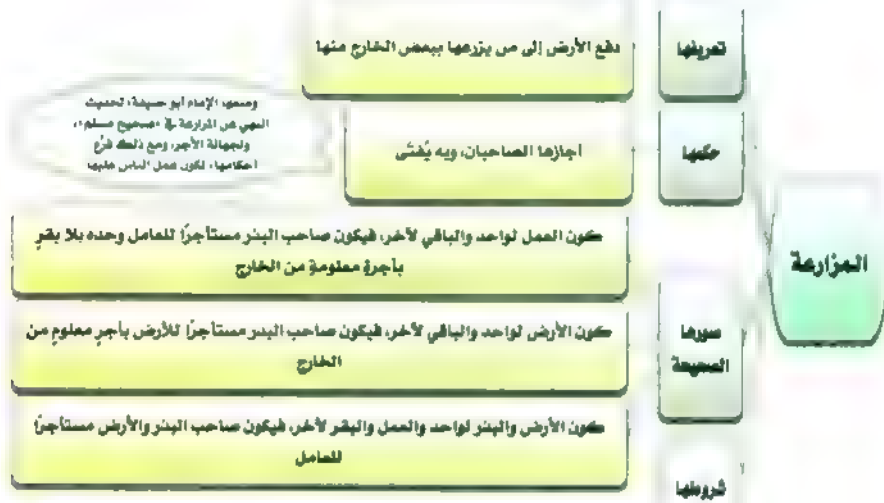 المزارعة
تعريفها
دفع الأرض إلى من يزرعها ببعض الخارج منها
حكمها
أجازها الصاحبان، وبه يُفتى
ومنعها الإمام أبو حنيفة؛ لحديث
النهي عن المزارعة في «صحيح مسلم»،
ولجهالة الأجر، ومع ذلك فرَّع
أحكامها؛ لكون عمل الناس عليها
صورها
الصحيحة
كون العمل لواحد والباقي لآخر، فيكون صاحب البذر مستأجرًا للعامل وحده بلا بقرٍ
بأجرةٍ معلومةٍ من الخارج
كون الأرض لواحد والباقي لآخر، فيكون صاحب البذر مستأجرًا للأرض بأجرٍ معلومٍ من
الخارج
كون الأرض والبذر لواحد والعمل والبقر لآخر، فيكون صاحب البذر والأرض مستأجرًا
للعامل
شروطها